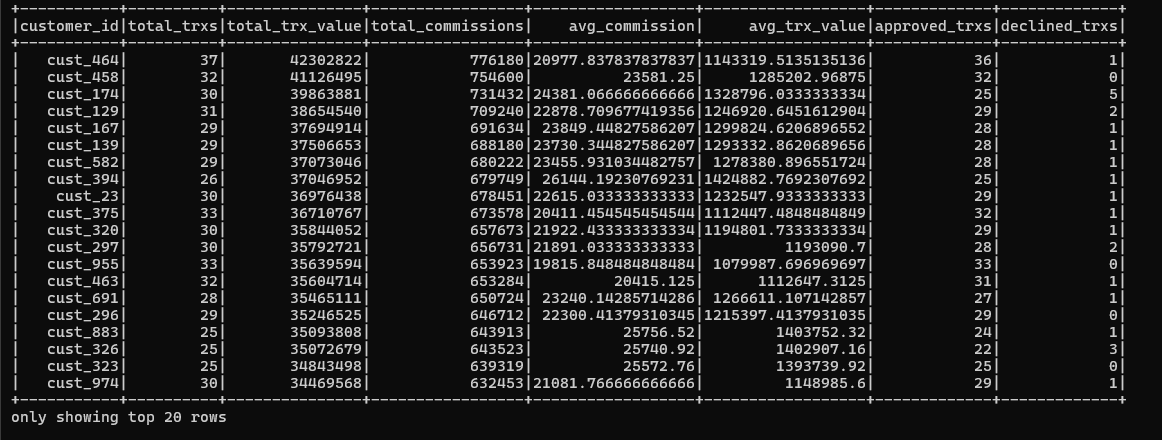 +-----------+----------+---------------+-----------------+------------------+------------------+-------------+-------------+
|customer_id|total_trxs|total_trx_value|total_commissions|    avg_commission|     avg_trx_value|approved_trxs|declined_trxs|
+-----------+----------+---------------+-----------------+------------------+------------------+-------------+-------------+
|   cust_464|        37|       42302822|           776180|20977.837837837837|1143319.5135135136|           36|            1|
|   cust_458|        32|       41126495|           754600|          23581.25|     1285202.96875|           32|            0|
|   cust_174|        30|       39863881|           731432|24381.066666666666|1328796.0333333334|           25|            5|
|   cust_129|        31|       38654540|           709240|22878.709677419356|1246920.6451612904|           29|            2|
|   cust_167|        29|       37694914|           691634| 23849.44827586207|1299824.6206896552|           28|            1|
|   cust_139|        29|       37506653|           688180|23730.344827586207|1293332.8620689656|           28|            1|
|   cust_582|        29|       37073046|           680222|23455.931034482757| 1278380.896551724|           28|            1|
|   cust_394|        26|       37046952|           679749| 26144.19230769231|1424882.7692307692|           25|            1|
|    cust_23|        30|       36976438|           678451|22615.033333333333|1232547.9333333333|           29|            1|
|   cust_375|        33|       36710767|           673578|20411.454545454544|1112447.4848484849|           32|            1|
|   cust_320|        30|       35844052|           657673|21922.433333333334|1194801.7333333334|           29|            1|
|   cust_297|        30|       35792721|           656731|21891.033333333333|         1193090.7|           28|            2|
|   cust_955|        33|       35639594|           653923|19815.848484848484| 1079987.696969697|           33|            0|
|   cust_463|        32|       35604714|           653284|         20415.125|      1112647.3125|           31|            1|
|   cust_691|        28|       35465111|           650724| 23240.14285714286| 1266611.107142857|           27|            1|
|   cust_296|        29|       35246525|           646712| 22300.41379310345|1215397.4137931035|           29|            0|
|   cust_883|        25|       35093808|           643913|          25756.52|        1403752.32|           24|            1|
|   cust_326|        25|       35072679|           643523|          25740.92|        1402907.16|           22|            3|
|   cust_323|        25|       34843498|           639319|          25572.76|        1393739.92|           25|            0|
|   cust_974|        30|       34469568|           632453|21081.766666666666|         1148985.6|           29|            1|
+-----------+----------+---------------+-----------------+------------------+------------------+-------------+-------------+
only showing top 20 rows